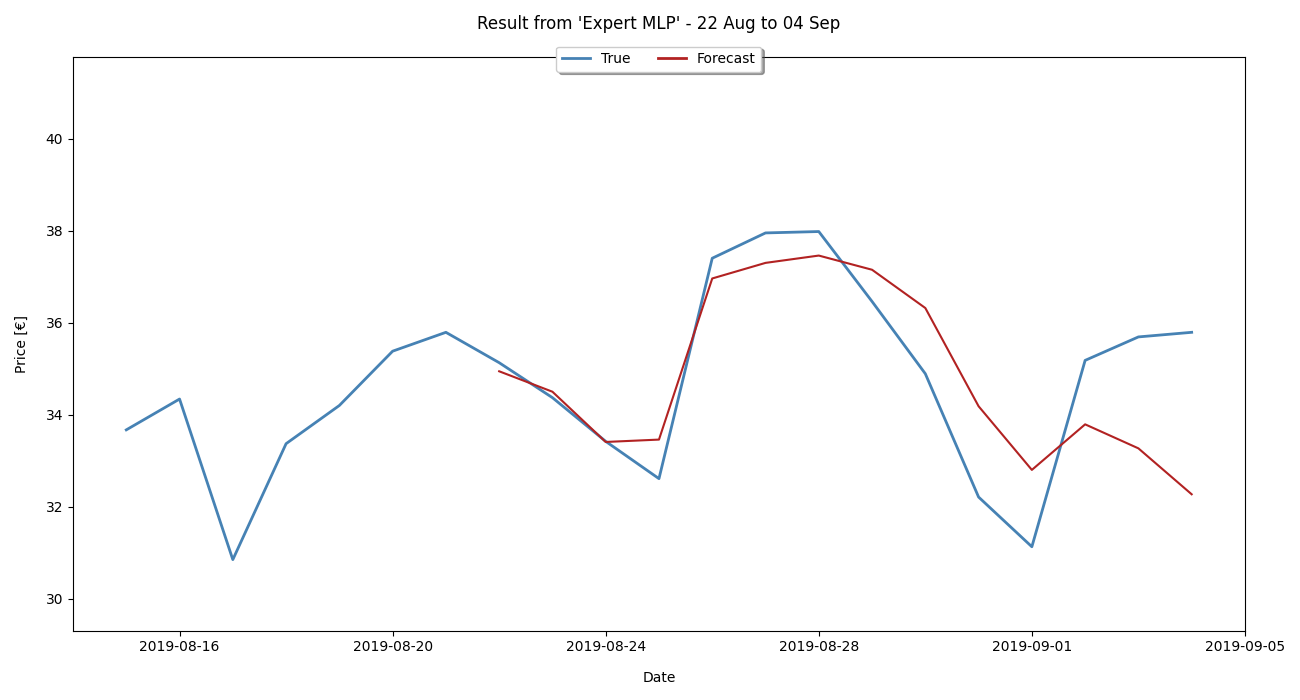 Result from 'Expert MLP' - 22 Aug to 04 Sep
True Forecast
40
38
36
34
32
30
Price [€]
2019-08-16 2019-08-20 2019-08-24 2019-08-28 2019-09-01 2019-09-05
Date